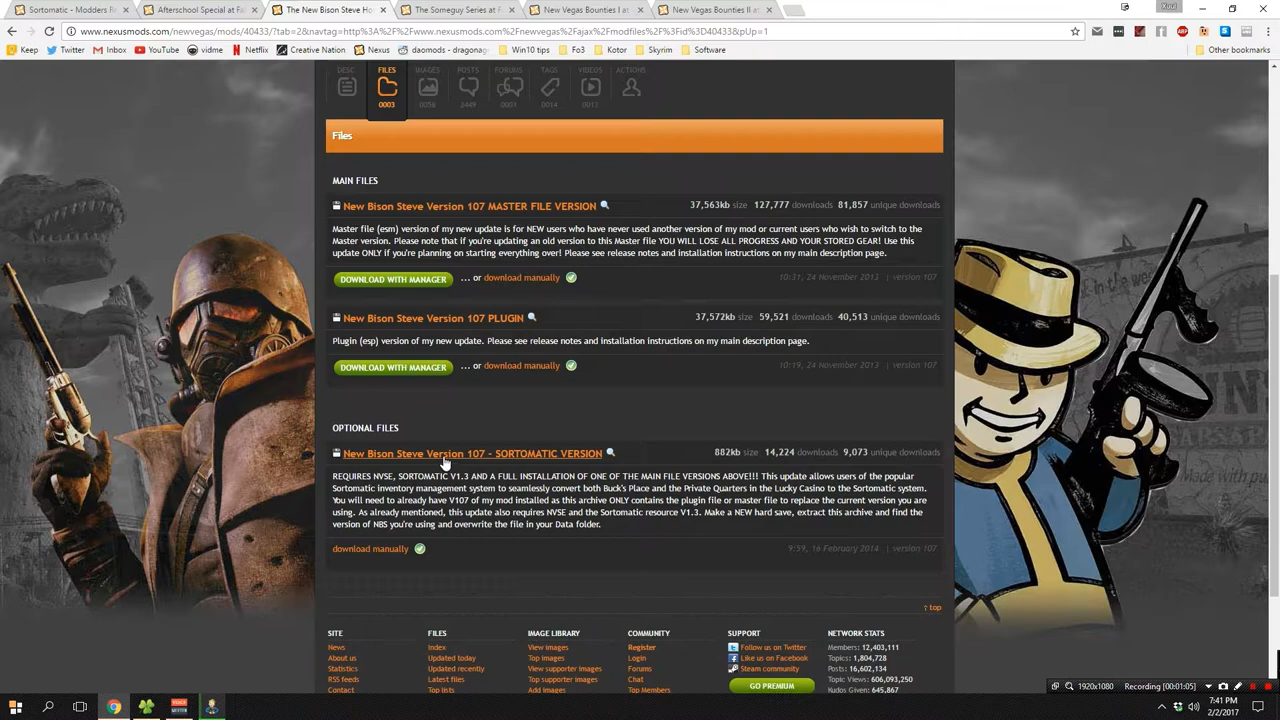 Sortomatic - Modders Re
Afterschool Special at Fa
The New Bison Steve Ho
The Someguy Series at F
New Vegas Bounties I at
New Vegas Bounties II at
Kuul
www.nexusmods.com/newvegas/mods/40433/?tab=2&navtag=http%3A%2F%2Fwww.nexusmods.com%2Fnewvegas%2Fajax%2Fmodfiles%2F%3Fid%3D40433&pUp=1
Keep
Twitter
Inbox
YouTube
vidme
Netflix
Creative Nation
Nexus
daomods - dragonag
Win10 tips
Fo3
Kotor
Skyrim
Software
Other bookmarks
DESC
FILES
IMAGES
POSTS
FORUMS
TAGS
VIDEOS
ACTIONS
0003
0056
2449
0001
0014
0013
Files
MAIN FILES
New Bison Steve Version 107 MASTER FILE VERSION
37,563kb size 127,777 downloads 81,857 unique downloads
Master file (esm) version of my new update is for NEW users who have never used another version of my mod or current users who wish to switch to the
Master version. Please note that if you're updating an old version to this Master file YOU WILL LOSE ALL PROGRESS AND YOUR STORED GEAR! Use this
update ONLY if you're planning on starting everything over! Please see release notes and installation instructions on my main description page.
DOWNLOAD WITH MANAGER ... or download manually
10:31, 24 November 2013 | version 107
New Bison Steve Version 107 PLUGIN
37,572kb size 59,521 downloads 40,513 unique downloads
Plugin (esp) version of my new update. Please see release notes and installation instructions on my main description page.
DOWNLOAD WITH MANAGER ... or download manually
10:19, 24 November 2013 | version 107
OPTIONAL FILES
New Bison Steve Version 107 - SORTOMATIC VERSION
882kb size 14,224 downloads 9,073 unique downloads
REQUIRES NVSE, SORTOMATIC V1.3 AND A FULL INSTALLATION OF ONE OF THE MAIN FILE VERSIONS ABOVE!!! This update allows users of the popular
Sortomatic inventory management system to seamlessly convert both Buck's Place and the Private Quarters in the Lucky Casino to the Sortomatic system.
You will need to already have V107 of my mod installed as this archive ONLY contains the plugin file or master file to replace the current version you are
using. As already mentioned, this update also requires NVSE and the Sortomatic resource V1.3. Make a NEW hard save, extract this archive and find the
version of NBS you're using and overwrite the file in your Data folder.
download manually
9:59, 16 February 2014 | version 107
↑ top
SITE
News
About us
Statistics
RSS feeds
Contact
FILES
Index
Updated today
Updated recently
Latest files
Top lists
IMAGE LIBRARY
View images
Top images
View supporter images
Top supporter images
Add images
COMMUNITY
Register
Login
Forums
Chat
Top Members
SUPPORT
Follow us on Twitter
Like us on Facebook
Steam community
GO PREMIUM
NETWORK STATS
Members: 12,403,111
Topics: 1,804,728
Posts: 16,602,134
Topic Views: 606,093,250
Kudos Given: 645,867
1920x1080
Recording [00:01:05]
7:41 PM
2/2/2017